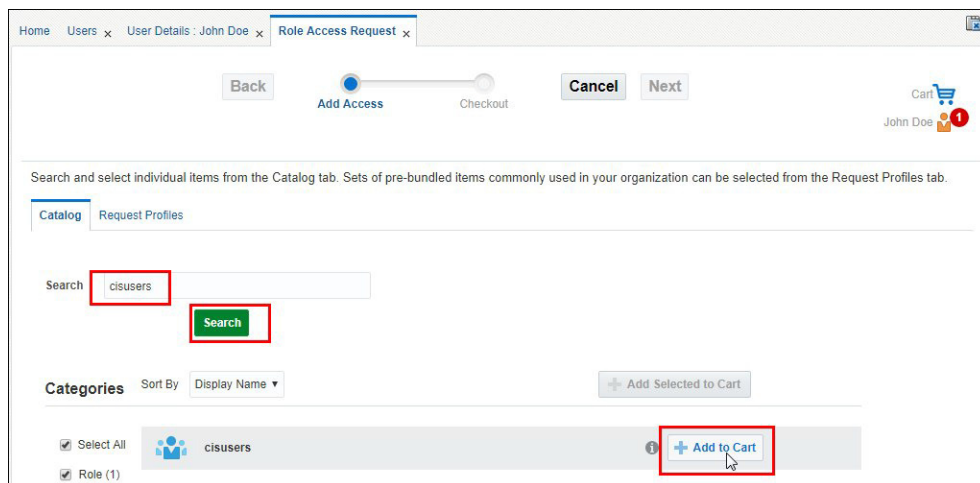 Home Users x User Details : John Doe x Role Access Request x
Back Add Access Checkout Cancel Next
Cart
John Doe 1
Search and select individual items from the Catalog tab. Sets of pre-bundled items commonly used in your organization can be selected from the Request Profiles tab.
Catalog Request Profiles
Search cisusers
Search
Categories Sort By Display Name Add Selected to Cart
Select All cisusers Add to Cart
Role (1)